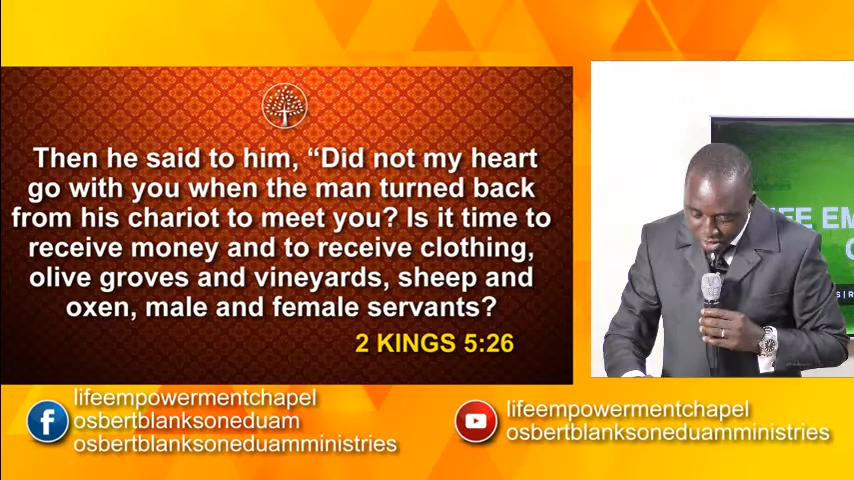 Then he said to him, “Did not my heart
go with you when the man turned back
from his chariot to meet you? Is it time to
receive money and to receive clothing,
olive groves and vineyards, sheep and
oxen, male and female servants?
2 KINGS 5:26
lifeempowermentchapel
osbertblanksoneduam
osbertblanksoneduamministries
lifeempowermentchapel
osbertblanksoneduamministries